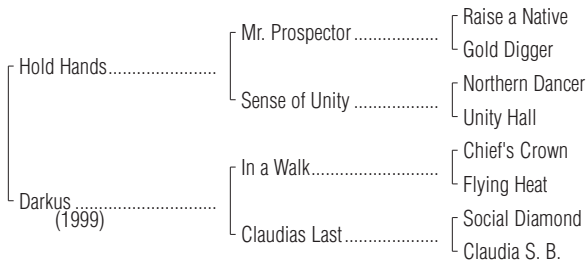 Raise a Native
Mr. Prospector ..................
Gold Digger
Hold Hands.......................
Northern Dancer
Sense of Unity ..................
Unity Hall
Chief's Crown
In a Walk...........................
Flying Heat
Darkus ..............................
(1999)
Social Diamond
Claudias Last....................
Claudia S. B.